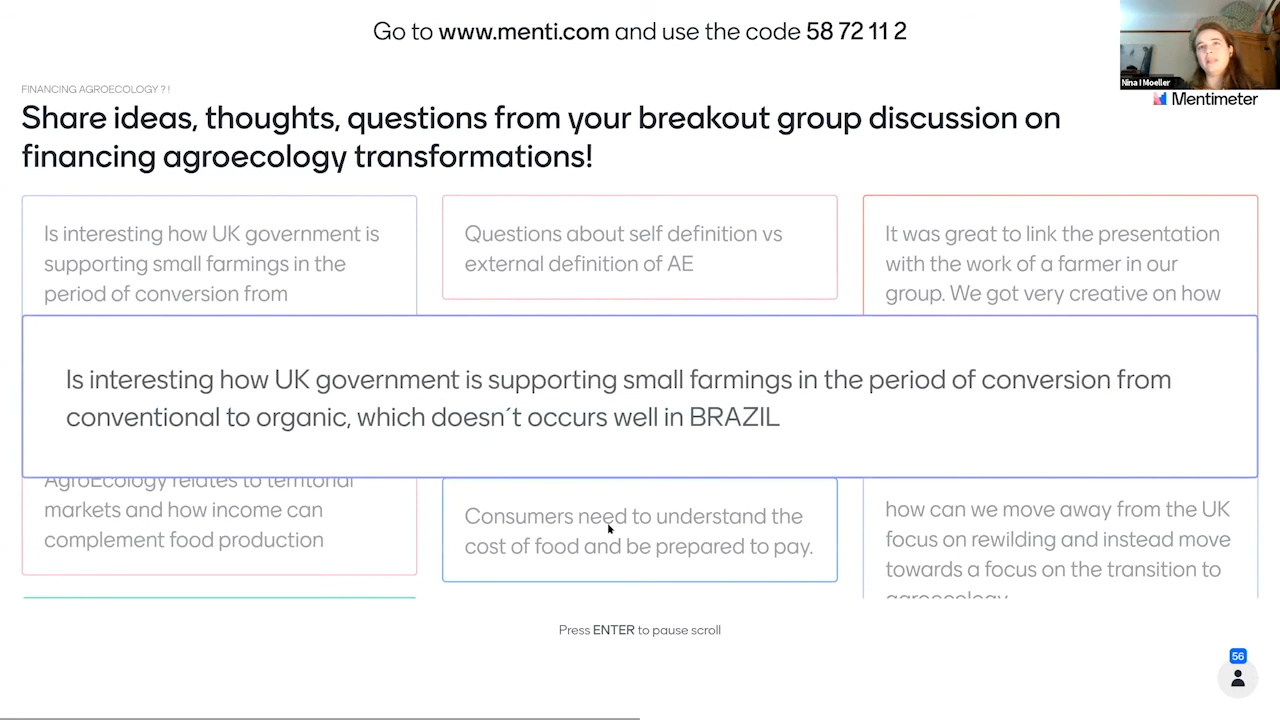 Go to www.menti.com and use the code 58 72 11 2
Nina I Moeller
Mentimeter
FINANCING AGROECOLOGY ? !
Share ideas, thoughts, questions from your breakout group discussion on
financing agroecology transformations!
Is interesting how UK government is
supporting small farmings in the
period of conversion from
Questions about self definition vs
external definition of AE
It was great to link the presentation
with the work of a farmer in our
group. We got very creative on how
Is interesting how UK government is supporting small farmings in the period of conversion from
conventional to organic, which doesn´t occurs well in BRAZIL
AgroEcology relates to territorial
markets and how income can
complement food production
Consumers need to understand the
cost of food and be prepared to pay.
how can we move away from the UK
focus on rewilding and instead move
towards a focus on the transition to
agroecology
Press ENTER to pause scroll
56